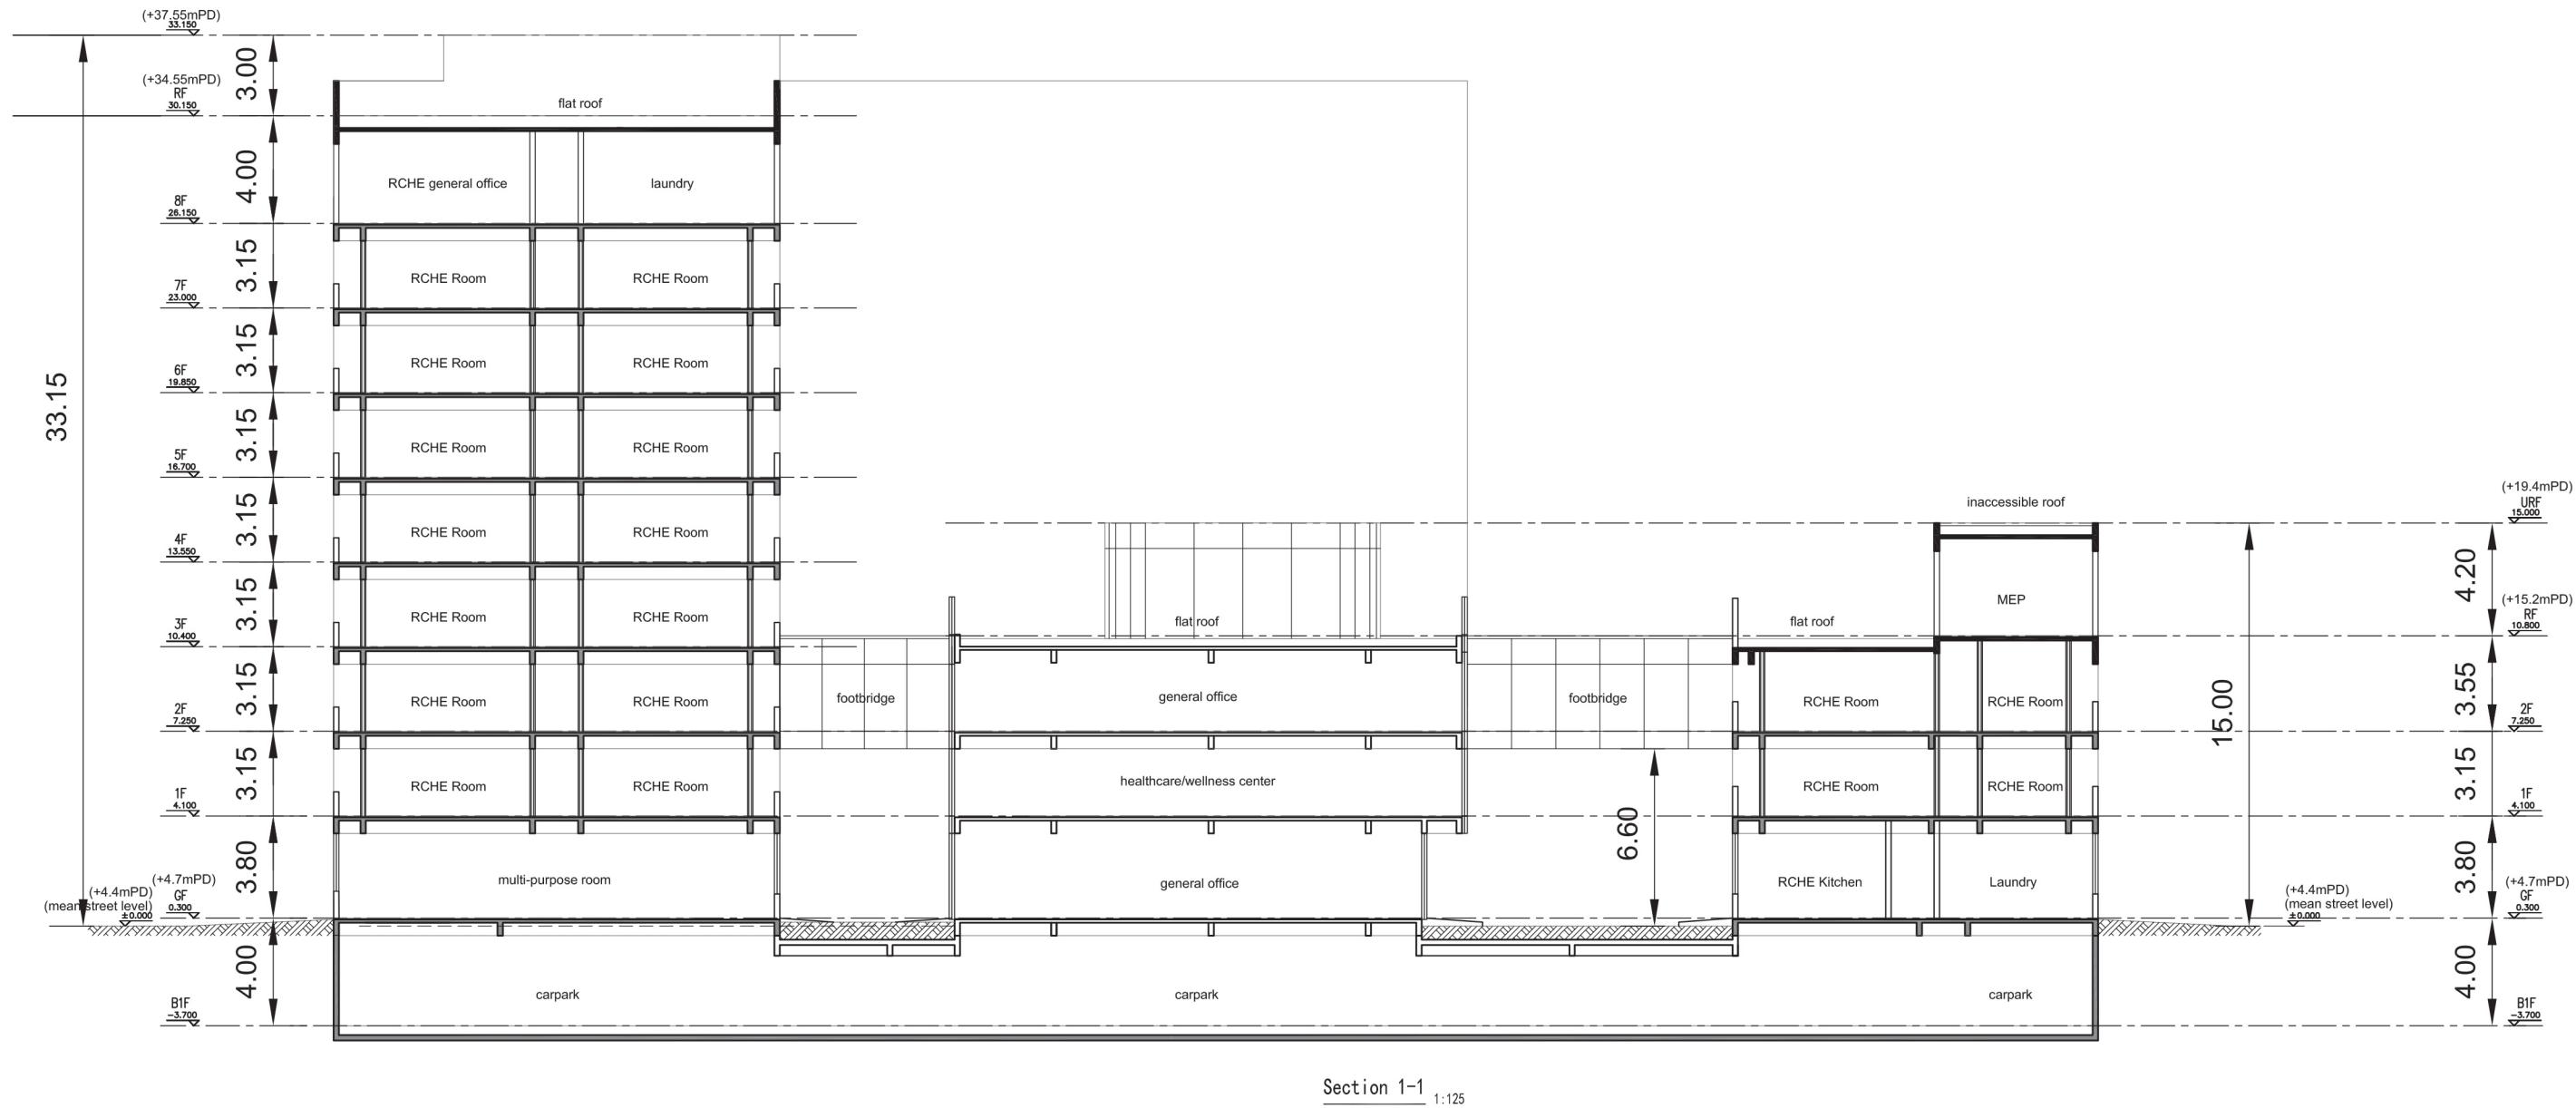 (+37.55mPD)
33.150
3.00
(+34.55mPD)
RF
30.150
flat roof
4.00
RCHE general office
laundry
8F
26.150
3.15
RCHE Room
RCHE Room
7F
23.000
3.15
RCHE Room
RCHE Room
6F
19.850
33.15
3.15
RCHE Room
RCHE Room
5F
16.700
3.15
RCHE Room
RCHE Room
4F
13.550
3.15
RCHE Room
RCHE Room
3F
10.400
3.15
RCHE Room
RCHE Room
2F
7.250
3.15
RCHE Room
RCHE Room
1F
4.100
3.80
multi-purpose room
(+4.7mPD)
GF
0.300
(+4.4mPD)
(mean street level)
±0.000
4.00
carpark
B1F
-3.700
flat roof
footbridge
general office
footbridge
healthcare/wellness center
6.60
general office
carpark
inaccessible roof
(+19.4mPD)
URF
15.000
4.20
MEP
flat roof
(+15.2mPD)
RF
10.800
3.55
15.00
RCHE Room
RCHE Room
2F
7.250
3.15
RCHE Room
RCHE Room
1F
4.100
3.80
RCHE Kitchen
Laundry
(+4.7mPD)
GF
0.300
(+4.4mPD)
(mean street level)
±0.000
4.00
carpark
B1F
-3.700
Section 1-1 1:125